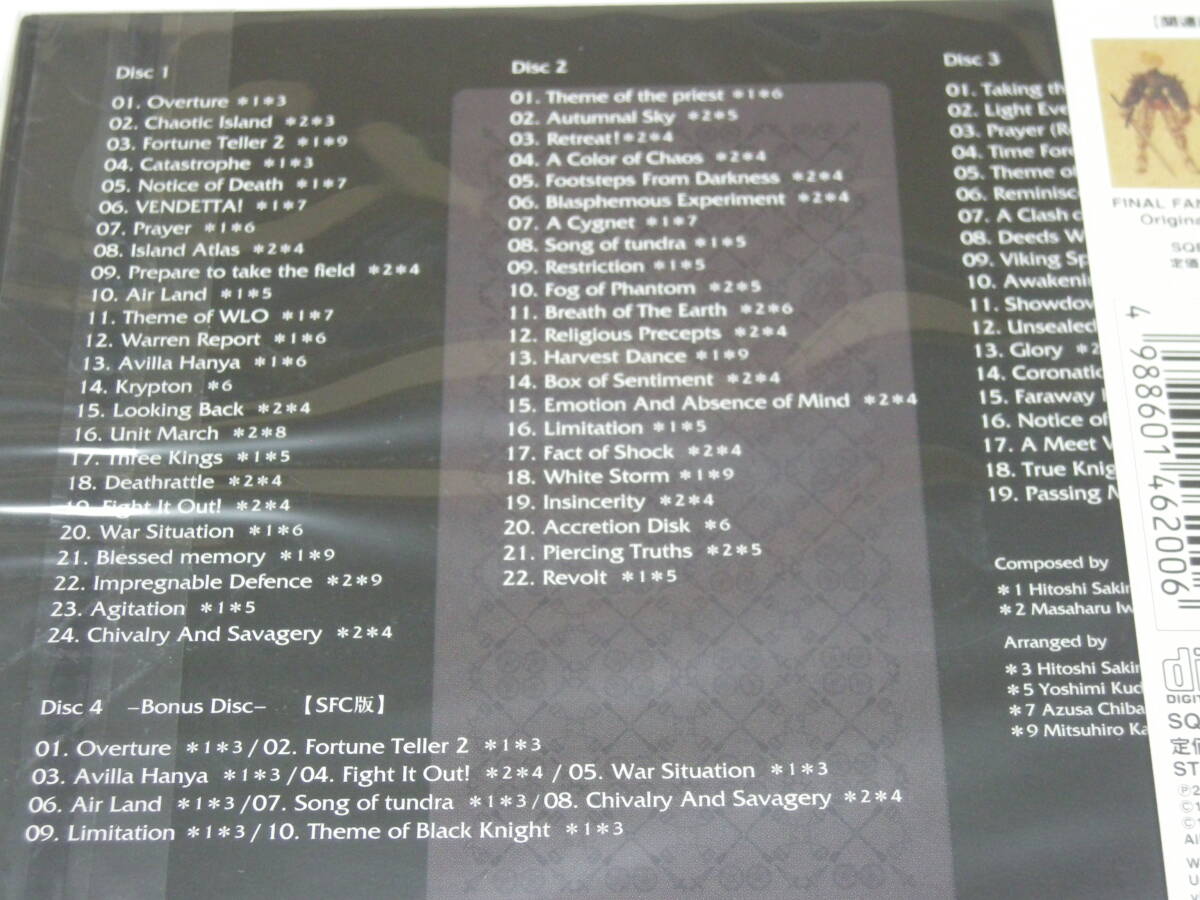 Disc 1
01. Overture *1*3
02. Chaotic Island *2*3
03. Fortune Teller 2 *1*9
04. Catastrophe *1*3
05. Notice of Death *1*7
06. VENDETTA! *1*7
07. Prayer *1*6
08. Island Atlas *2*4
09. Prepare to take the field *2*4
10. Air Land *1*5
11. Theme of WLO *1*7
12. Warren Report *1*6
13. Avilla Hanya *1*6
14. Krypton *6
15. Looking Back *2*4
16. Unit March *2*8
17. Three Kings *1*5
18. Deathrattle *2*4
19. Fight It Out! *2*4
20. War Situation *1*6
21. Blessed memory *1*9
22. Impregnable Defence *2*9
23. Agitation *1*5
24. Chivalry And Savagery *2*4
Disc 2
01. Theme of the priest *1*6
02. Autumnal Sky *2*5
03. Retreat! *2*4
04. A Color of Chaos *2*4
05. Footsteps From Darkness *2*4
06. Blasphemous Experiment *2*4
07. A Cygnet *1*7
08. Song of tundra *1*5
09. Restriction *1*5
10. Fog of Phantom *2*5
11. Breath of The Earth *2*6
12. Religious Precepts *2*4
13. Harvest Dance *1*9
14. Box of Sentiment *2*4
15. Emotion And Absence of Mind *2*4
16. Limitation *1*5
17. Fact of Shock *2*4
18. White Storm *1*9
19. Insincerity *2*4
20. Accretion Disk *6
21. Piercing Truths *2*5
22. Revolt *1*5
Disc 3
01. Taking th
02. Light Eve
03. Prayer (R
04. Time For
05. Theme o
06. Reminisc
07. A Clash
08. Deeds W
09. Viking Sp
10. Awakeni
11. Showdow
12. Unsealed
13. Glory *2
14. Coronatio
15. Faraway
16. Notice of
17. A Meet
18. True Knig
19. Passing
Composed by
*1 Hitoshi Sakim
*2 Masaharu Iw
Arranged by
*3 Hitoshi Sakim
*5 Yoshimi Kud
*7 Azusa Chiba
*9 Mitsuhiro Ka
Disc 4 –Bonus Disc– 【SFC版】
01. Overture *1*3 / 02. Fortune Teller 2 *1*3
03. Avilla Hanya *1*3 / 04. Fight It Out! *2*4 / 05. War Situation *1*3
06. Air Land *1*3 / 07. Song of tundra *1*3 / 08. Chivalry And Savagery *2*4
09. Limitation *1*3 / 10. Theme of Black Knight *1*3
FINAL FAN
Origina
定価
4 988601 462006
SQ
定価
ST